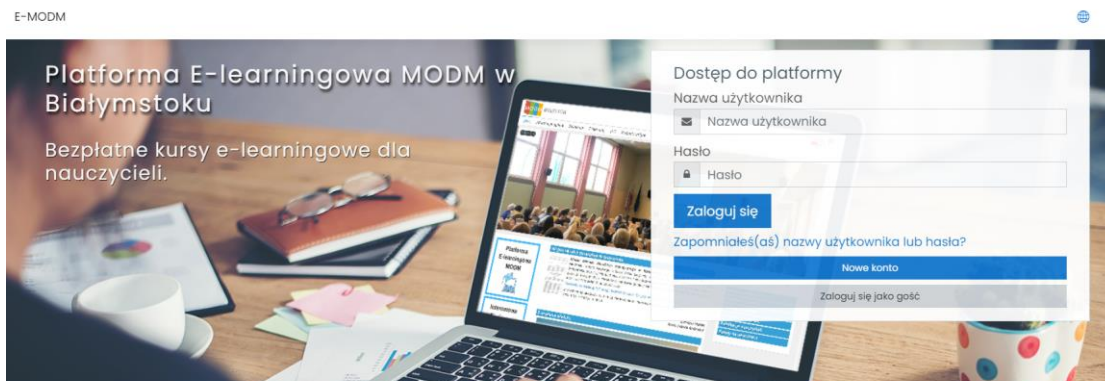 E-MODM
Platforma E-learningowa MODM w
Białymstoku
Bezpłatne kursy e-learningowe dla
nauczycieli.
Dostęp do platformy
Nazwa użytkownika
Nazwa użytkownika
Hasło
Hasło
Zaloguj się
Zapomniałeś(aś) nazwy użytkownika lub hasła?
Nowe konto
Zaloguj się jako gość
Platforma
E-learningowa
MODM